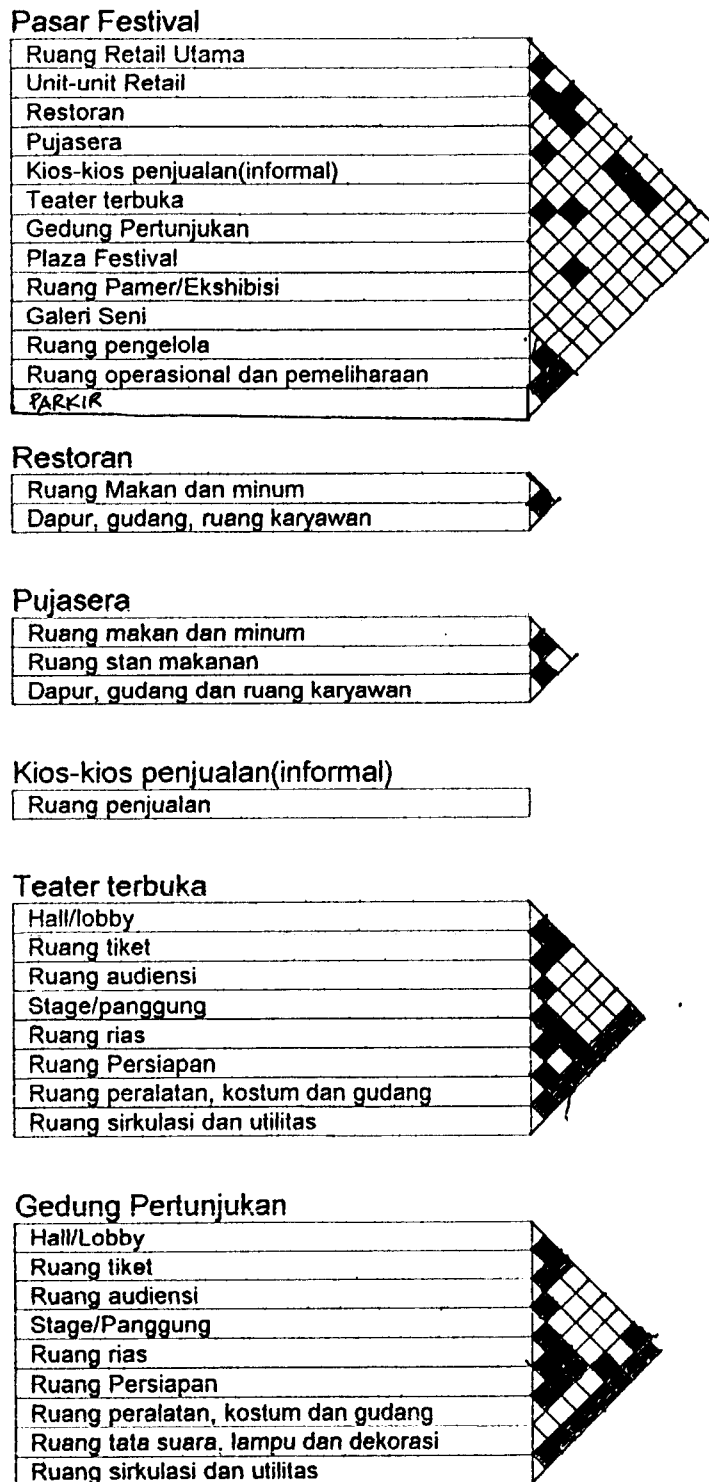 Pasar Festival
Ruang Retail Utama
Unit-unit Retail
Restoran
Pujasera
Kios-kios penjualan(informal)
Teater terbuka
Gedung Pertunjukan
Plaza Festival
Ruang Pamer/Ekshibisi
Galeri Seni
Ruang pengelola
Ruang operasional dan pemeliharaan
PARKIR
Restoran
Ruang Makan dan minum
Dapur, gudang, ruang karyawan
Pujasera
Ruang makan dan minum
Ruang stan makanan
Dapur, gudang dan ruang karyawan
Kios-kios penjualan(informal)
Ruang penjualan
Teater terbuka
Hall/lobby
Ruang tiket
Ruang audiensi
Stage/panggung
Ruang rias
Ruang Persiapan
Ruang peralatan, kostum dan gudang
Ruang sirkulasi dan utilitas
Gedung Pertunjukan
Hall/Lobby
Ruang tiket
Ruang audiensi
Stage/Panggung
Ruang rias
Ruang Persiapan
Ruang peralatan, kostum dan gudang
Ruang tata suara, lampu dan dekorasi
Ruang sirkulasi dan utilitas